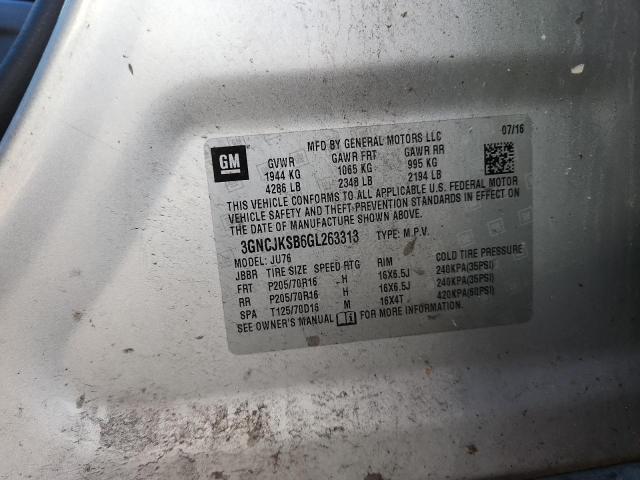 MFD BY GENERAL MOTORS LLC 07/16
GM GVWR GAWR FRT GAWR RR
1944 KG 1065 KG 995 KG
4286 LB 2348 LB 2194 LB
THIS VEHICLE CONFORMS TO ALL APPLICABLE U.S. FEDERAL MOTOR
VEHICLE SAFETY AND THEFT-PREVENTION STANDARDS IN EFFECT ON
THE DATE OF MANUFACTURE SHOWN ABOVE.
3GNCJKSB6GL263313 TYPE: M.P.V.
MODEL: JU76
JBBR TIRE SIZE SPEED RTG RIM COLD TIRE PRESSURE
FRT P205/70R16 H 16X6.5J 240KPA(35PSI)
RR P205/70R16 H 16X6.5J 240KPA(35PSI)
SPA T125/70D16 M 16X4T 420KPA(60PSI)
SEE OWNER'S MANUAL FOR MORE INFORMATION.